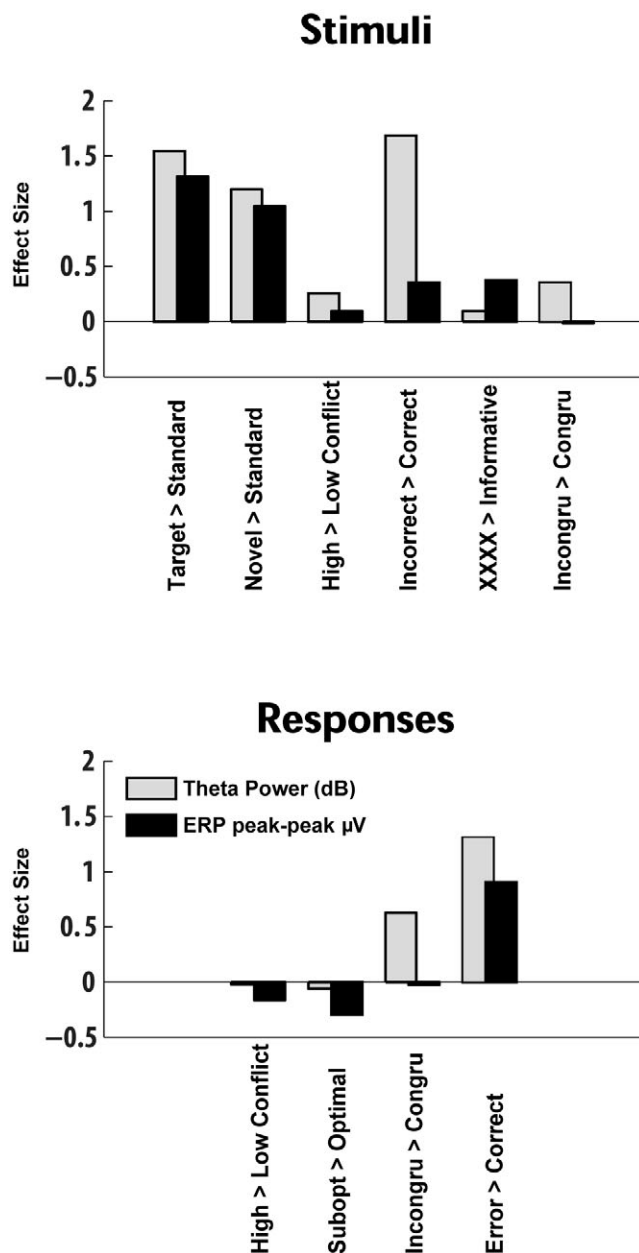 Stimuli
Effect Size
2
1.5
1
0.5
0
−0.5
Target > Standard
Novel > Standard
High > Low Conflict
Incorrect > Correct
XXXX > Informative
Incongru > Congru
Responses
Effect Size
2
1.5
1
0.5
0
−0.5
Theta Power (dB)
ERP peak-peak µV
High > Low Conflict
Subopt > Optimal
Incongru > Congru
Error > Correct